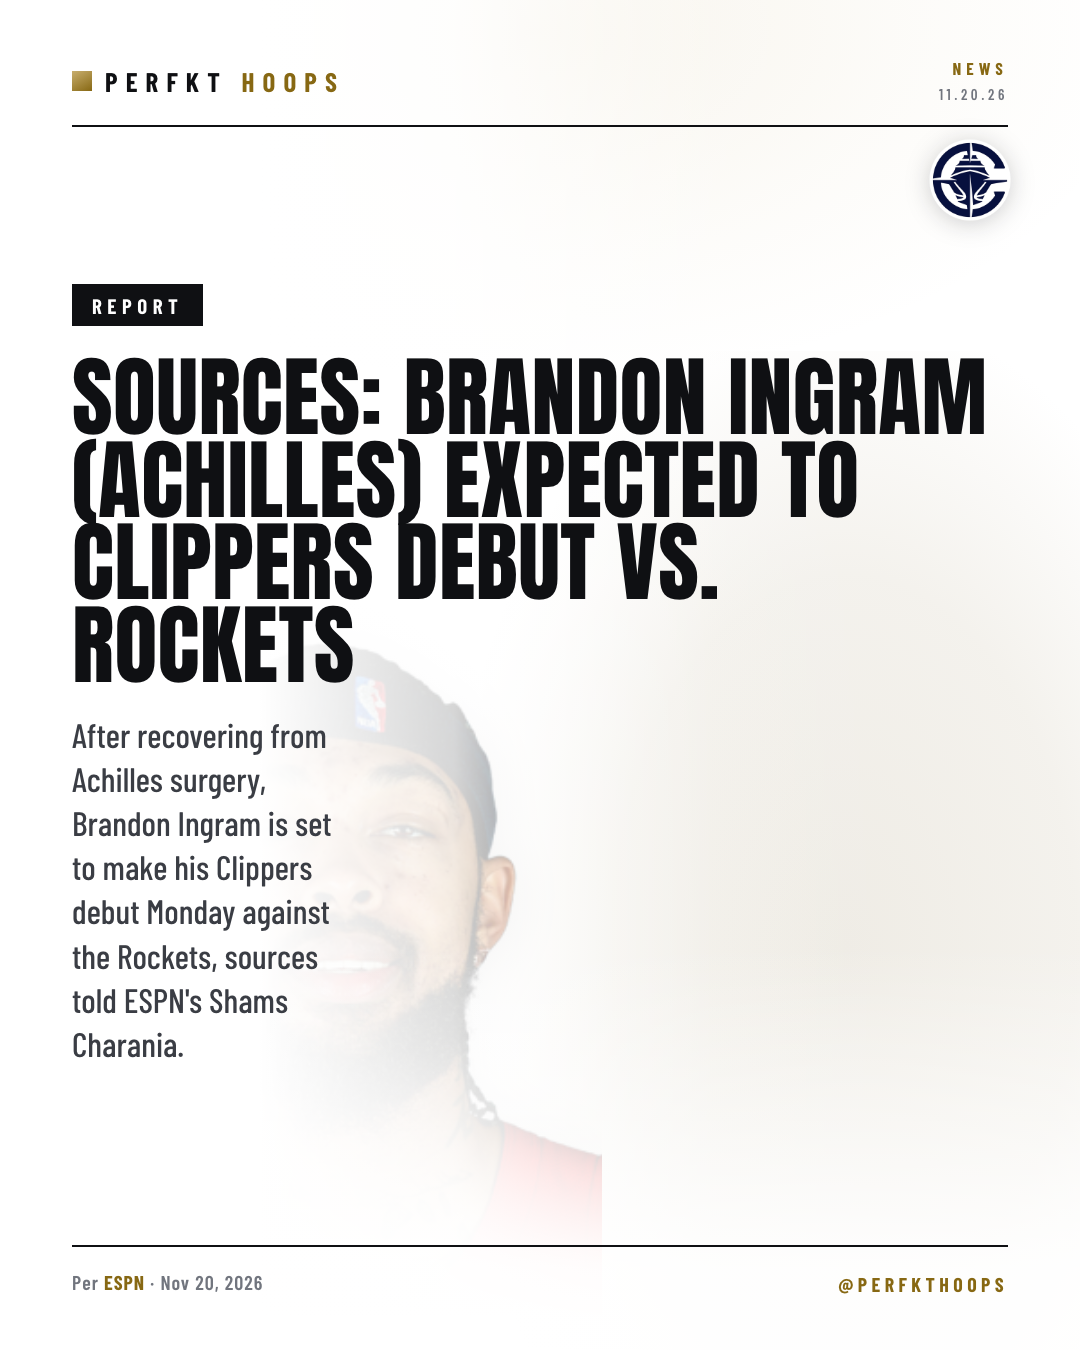 PERFKT HOOPS
NEWS
11.20.26
REPORT
SOURCES: BRANDON INGRAM
(ACHILLES) EXPECTED TO
CLIPPERS DEBUT VS.
ROCKETS
After recovering from
Achilles surgery,
Brandon Ingram is set
to make his Clippers
debut Monday against
the Rockets, sources
told ESPN's Shams
Charania.
Per ESPN · Nov 20, 2026
@PERFKTHOOPS